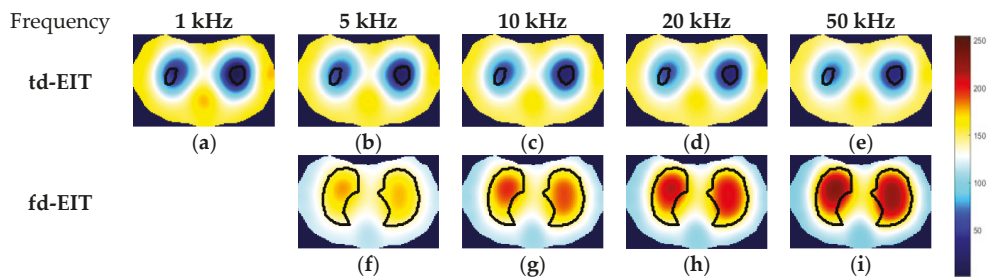 Frequency 1 kHz 5 kHz 10 kHz 20 kHz 50 kHz
td-EIT
(a) (b) (c) (d) (e)
fd-EIT
(f) (g) (h) (i)
250
200
150
100
50
0